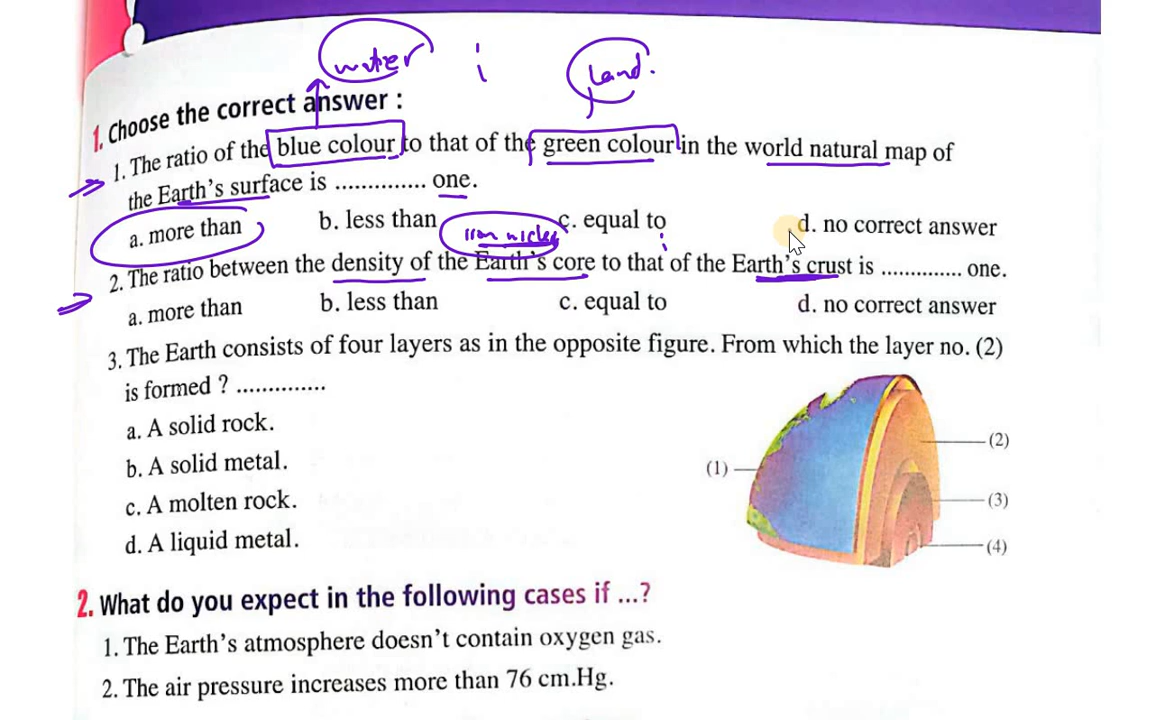 water : land.
1. Choose the correct answer :
1. The ratio of the blue colour to that of the green colour in the world natural map of
the Earth's surface is .............. one.
a. more than b. less than c. equal to d. no correct answer
iron nickel
2. The ratio between the density of the Earth's core to that of the Earth's crust is .............. one.
a. more than b. less than c. equal to d. no correct answer
3. The Earth consists of four layers as in the opposite figure. From which the layer no. (2)
is formed ? ..............
a. A solid rock.
b. A solid metal.
c. A molten rock.
d. A liquid metal.
(1)
(2)
(3)
(4)
2. What do you expect in the following cases if ...?
1. The Earth's atmosphere doesn't contain oxygen gas.
2. The air pressure increases more than 76 cm.Hg.